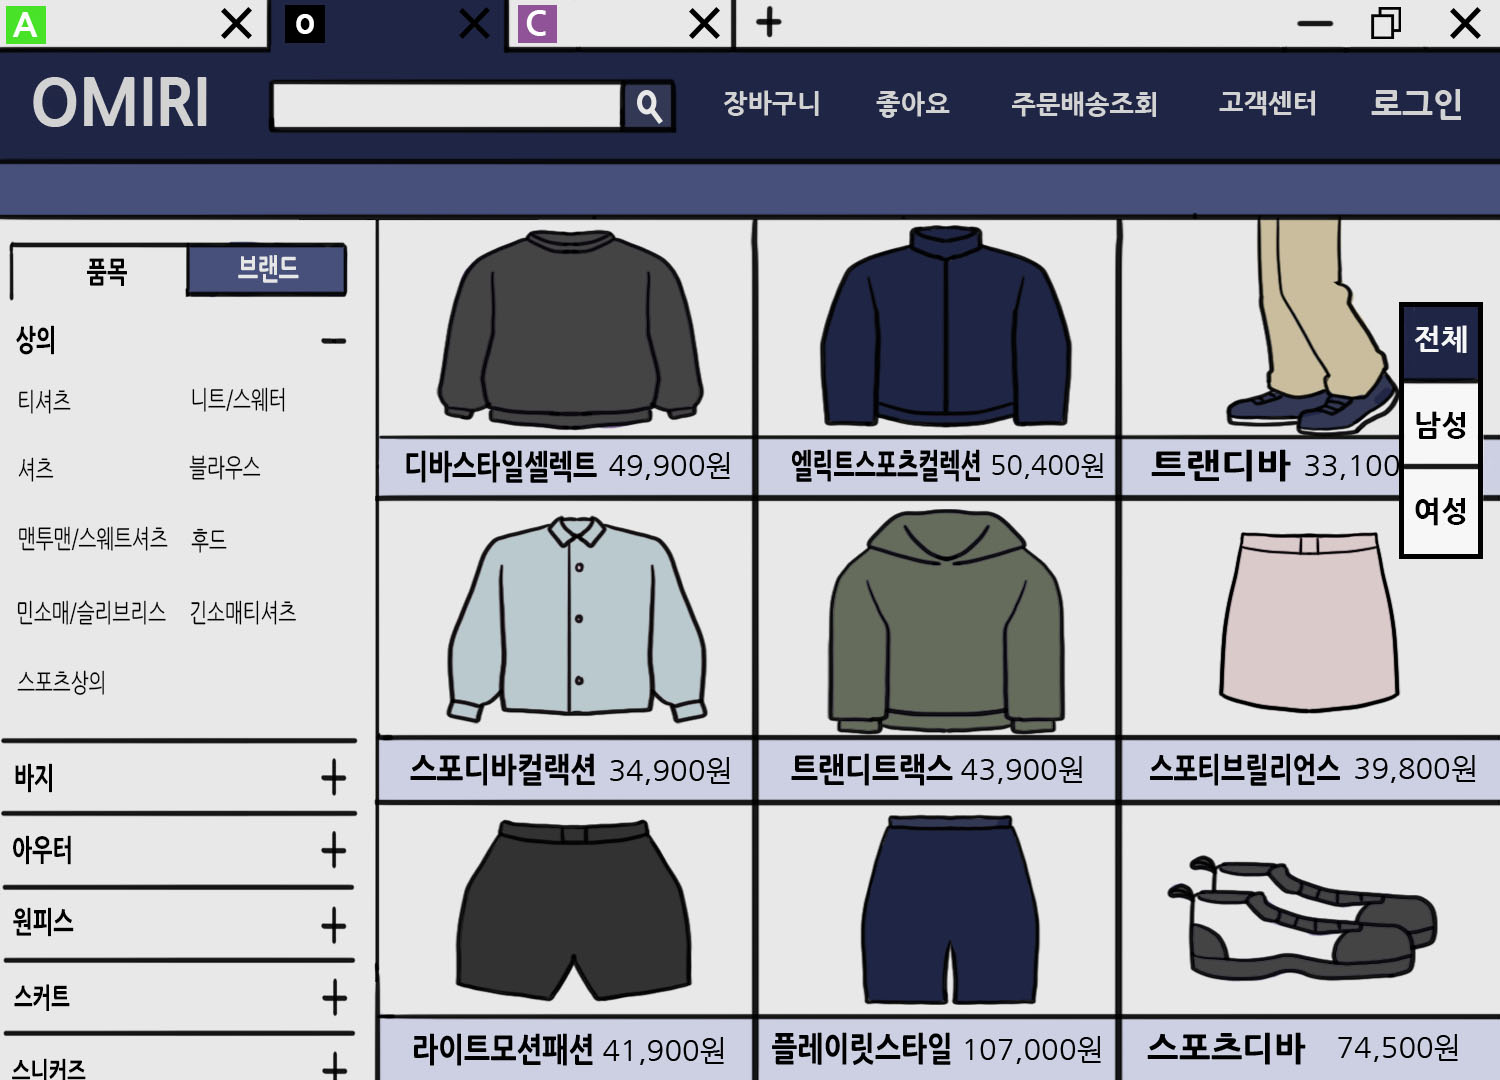 A O C
OMIRI 장바구니 좋아요 주문배송조회 고객센터 로그인
품목 브랜드
상의
티셔츠 니트/스웨터
셔츠 블라우스
맨투맨/스웨트셔츠 후드
민소매/슬리브리스 긴소매티셔츠
스포츠상의
바지
아우터
원피스
스커트
스니커즈
전체
남성
여성
디바스타일셀렉트 49,900원
엘릭트스포츠컬렉션 50,400원
트랜디바 33,100
스포디바컬랙션 34,900원
트랜디트랙스 43,900원
스포티브릴리언스 39,800원
라이트모션패션 41,900원
플레이릿스타일 107,000원
스포츠디바 74,500원